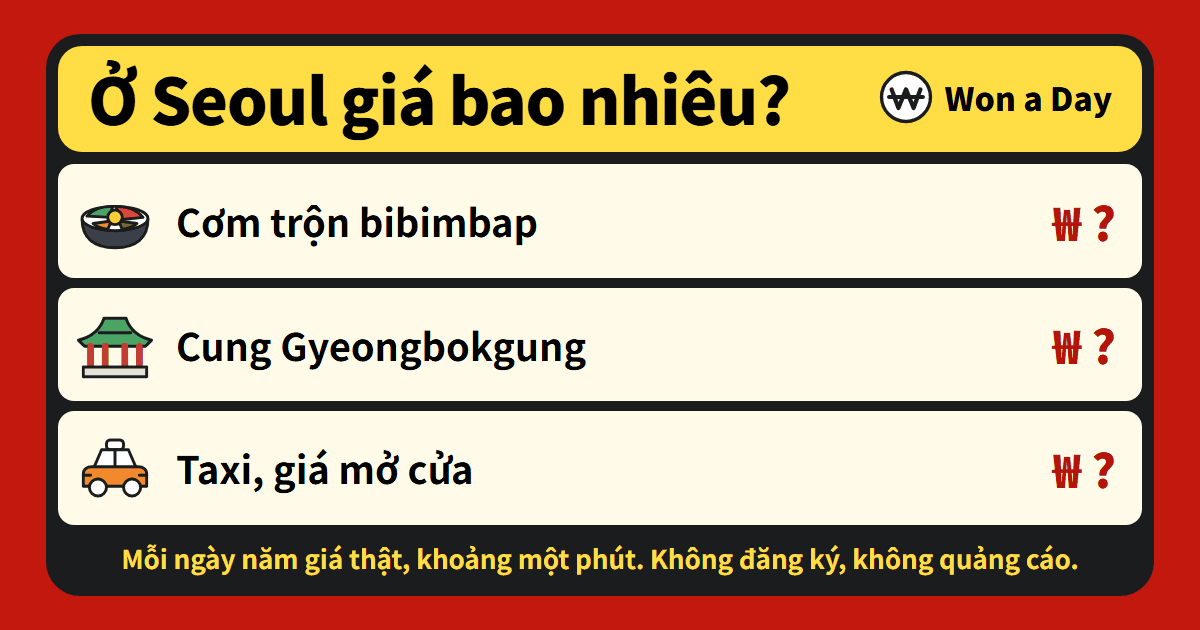 Ở Seoul giá bao nhiêu?
₩ Won a Day
Cơm trộn bibimbap ₩ ?
Cung Gyeongbokgung ₩ ?
Taxi, giá mở cửa ₩ ?
Mỗi ngày năm giá thật, khoảng một phút. Không đăng ký, không quảng cáo.